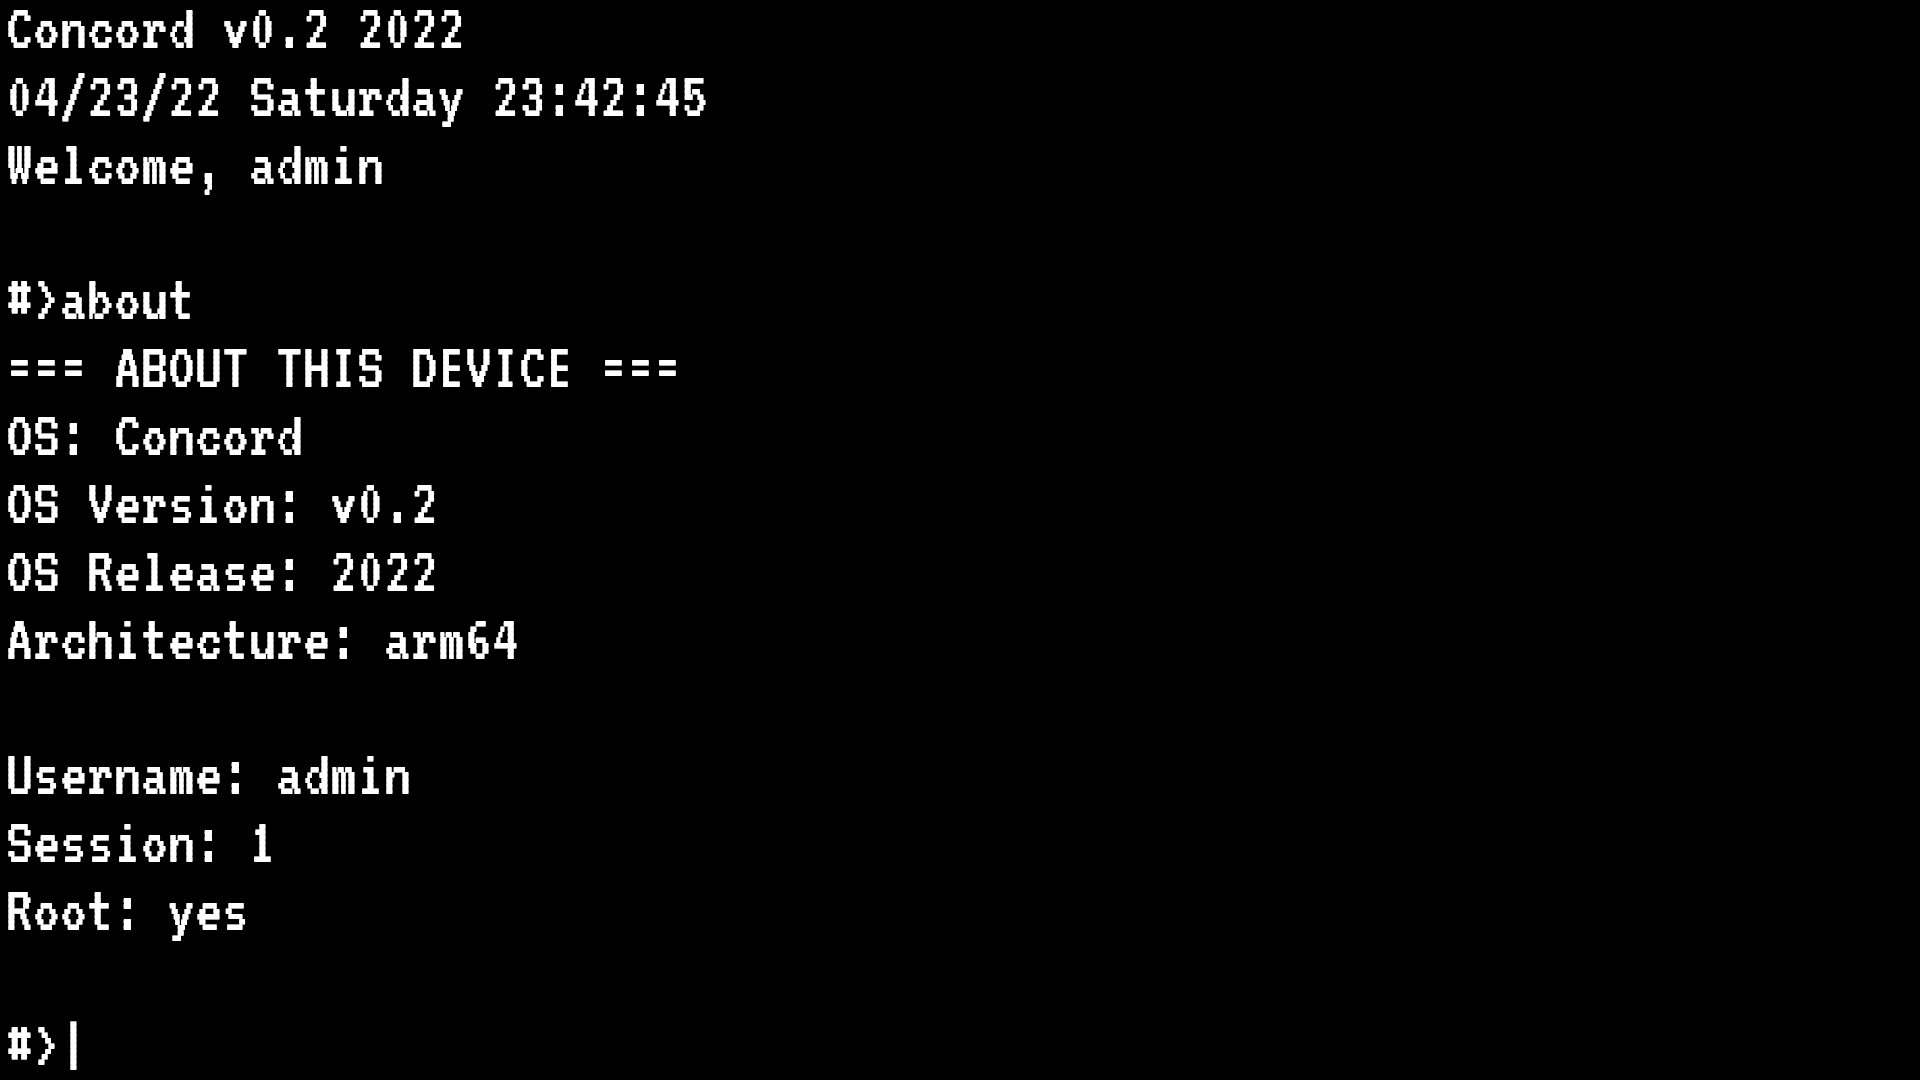 Concord v0.2 2022
04/23/22 Saturday 23:42:45
Welcome, admin
#>about
=== ABOUT THIS DEVICE ===
OS: Concord
OS Version: v0.2
OS Release: 2022
Architecture: arm64
Username: admin
Session: 1
Root: yes
#>